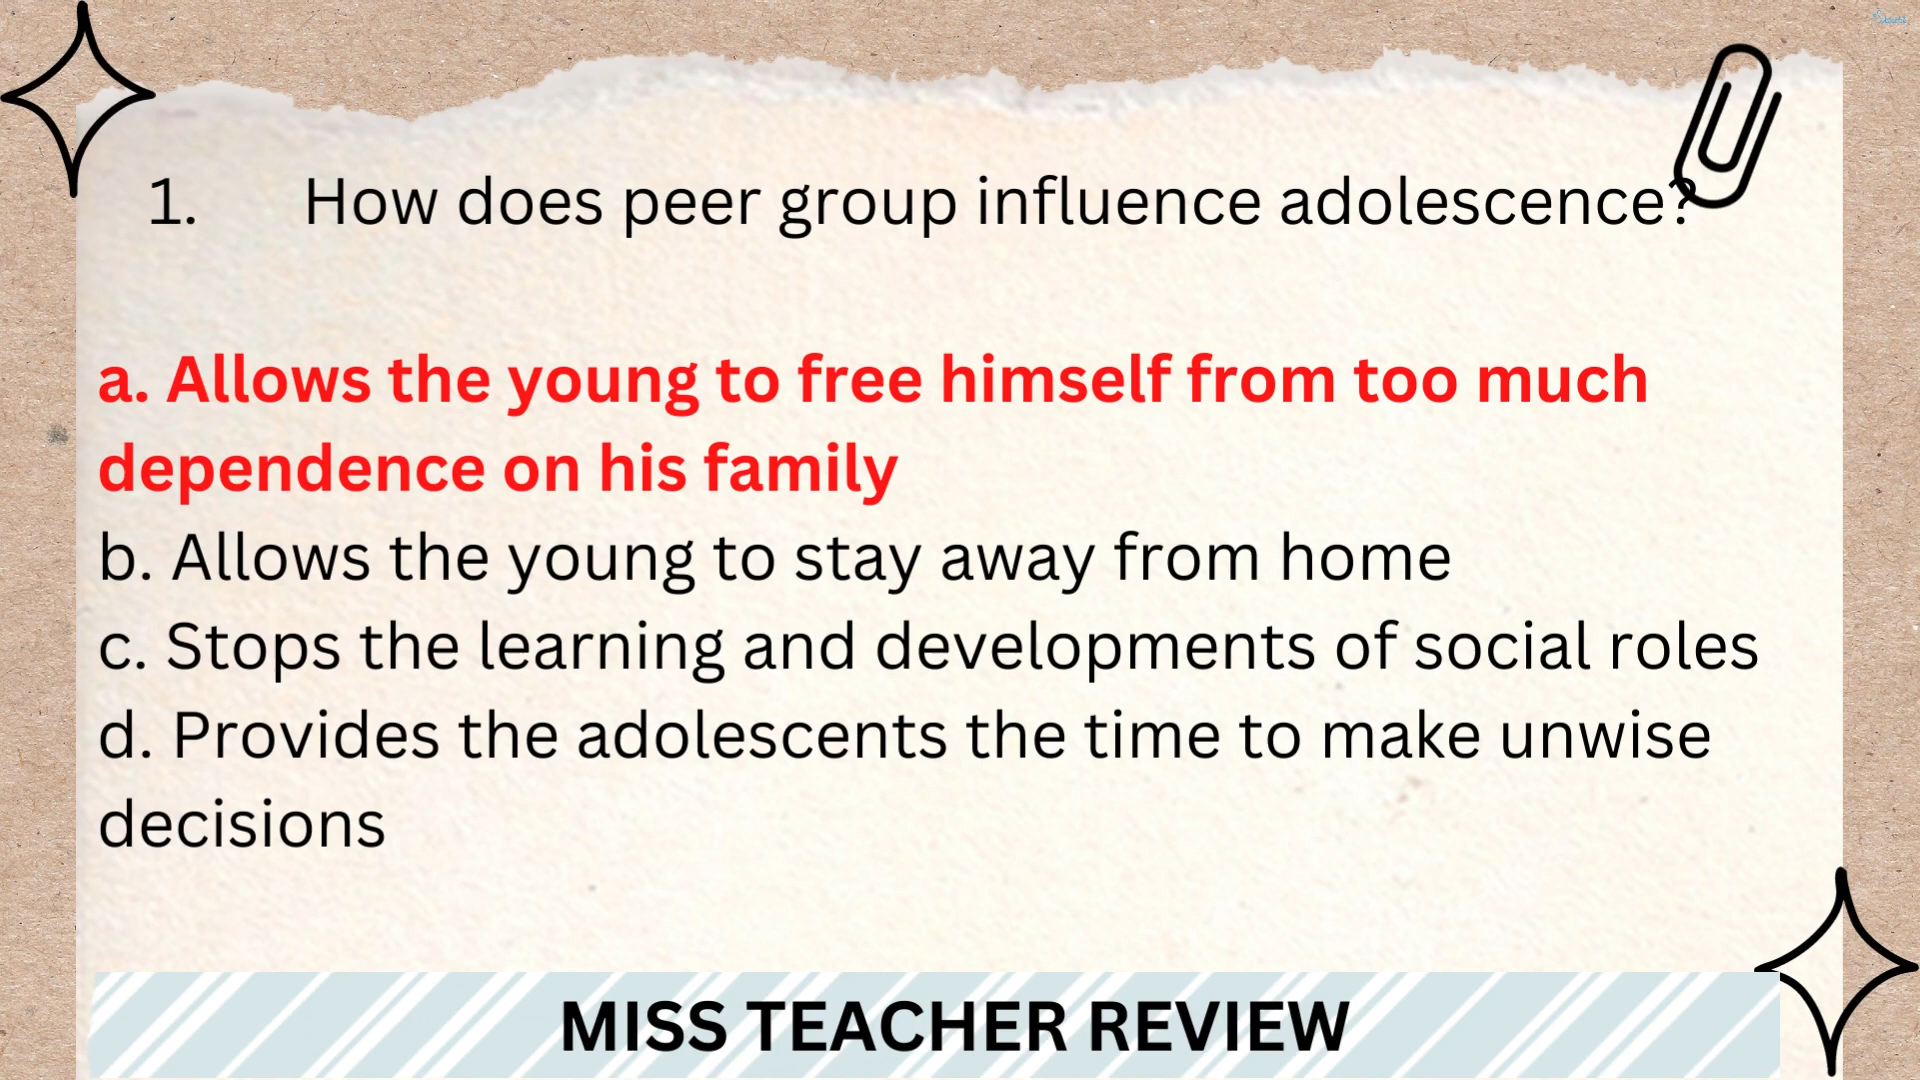 1. How does peer group influence adolescence?
a. Allows the young to free himself from too much
dependence on his family
b. Allows the young to stay away from home
c. Stops the learning and developments of social roles
d. Provides the adolescents the time to make unwise
decisions
MISS TEACHER REVIEW